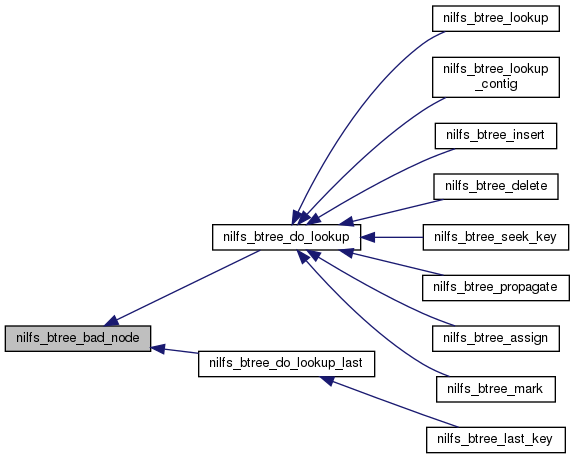 nilfs_btree_lookup
nilfs_btree_lookup
_contig
nilfs_btree_insert
nilfs_btree_delete
nilfs_btree_do_lookup
nilfs_btree_seek_key
nilfs_btree_propagate
nilfs_btree_bad_node
nilfs_btree_assign
nilfs_btree_do_lookup_last
nilfs_btree_mark
nilfs_btree_last_key